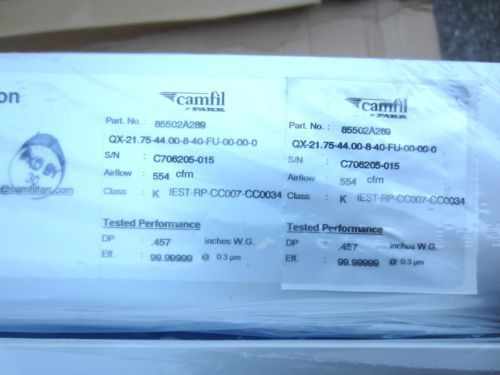 on
PKG BY
30
@camfilfarr.com
camfil
FARR
Part. No. : 85502A289
QX-21.75-44.00-8-40-FU-00-00-0
S/N : C706205-015
Airflow : 554 cfm
Class : K IEST-RP-CC007-CC0034
Tested Performance
DP : .457 inches W.G.
Eff. : 99.99999 @ 0.3 µm
camfil
FARR
Part. No. : 85502A289
QX-21.75-44.00-8-40-FU-00-00-0
S/N : C706205-015
Airflow : 554 cfm
Class : K IEST-RP-CC007-CC0034
Tested Performance
DP : .457 inches W.G.
Eff. : 99.99999 @ 0.3 µm